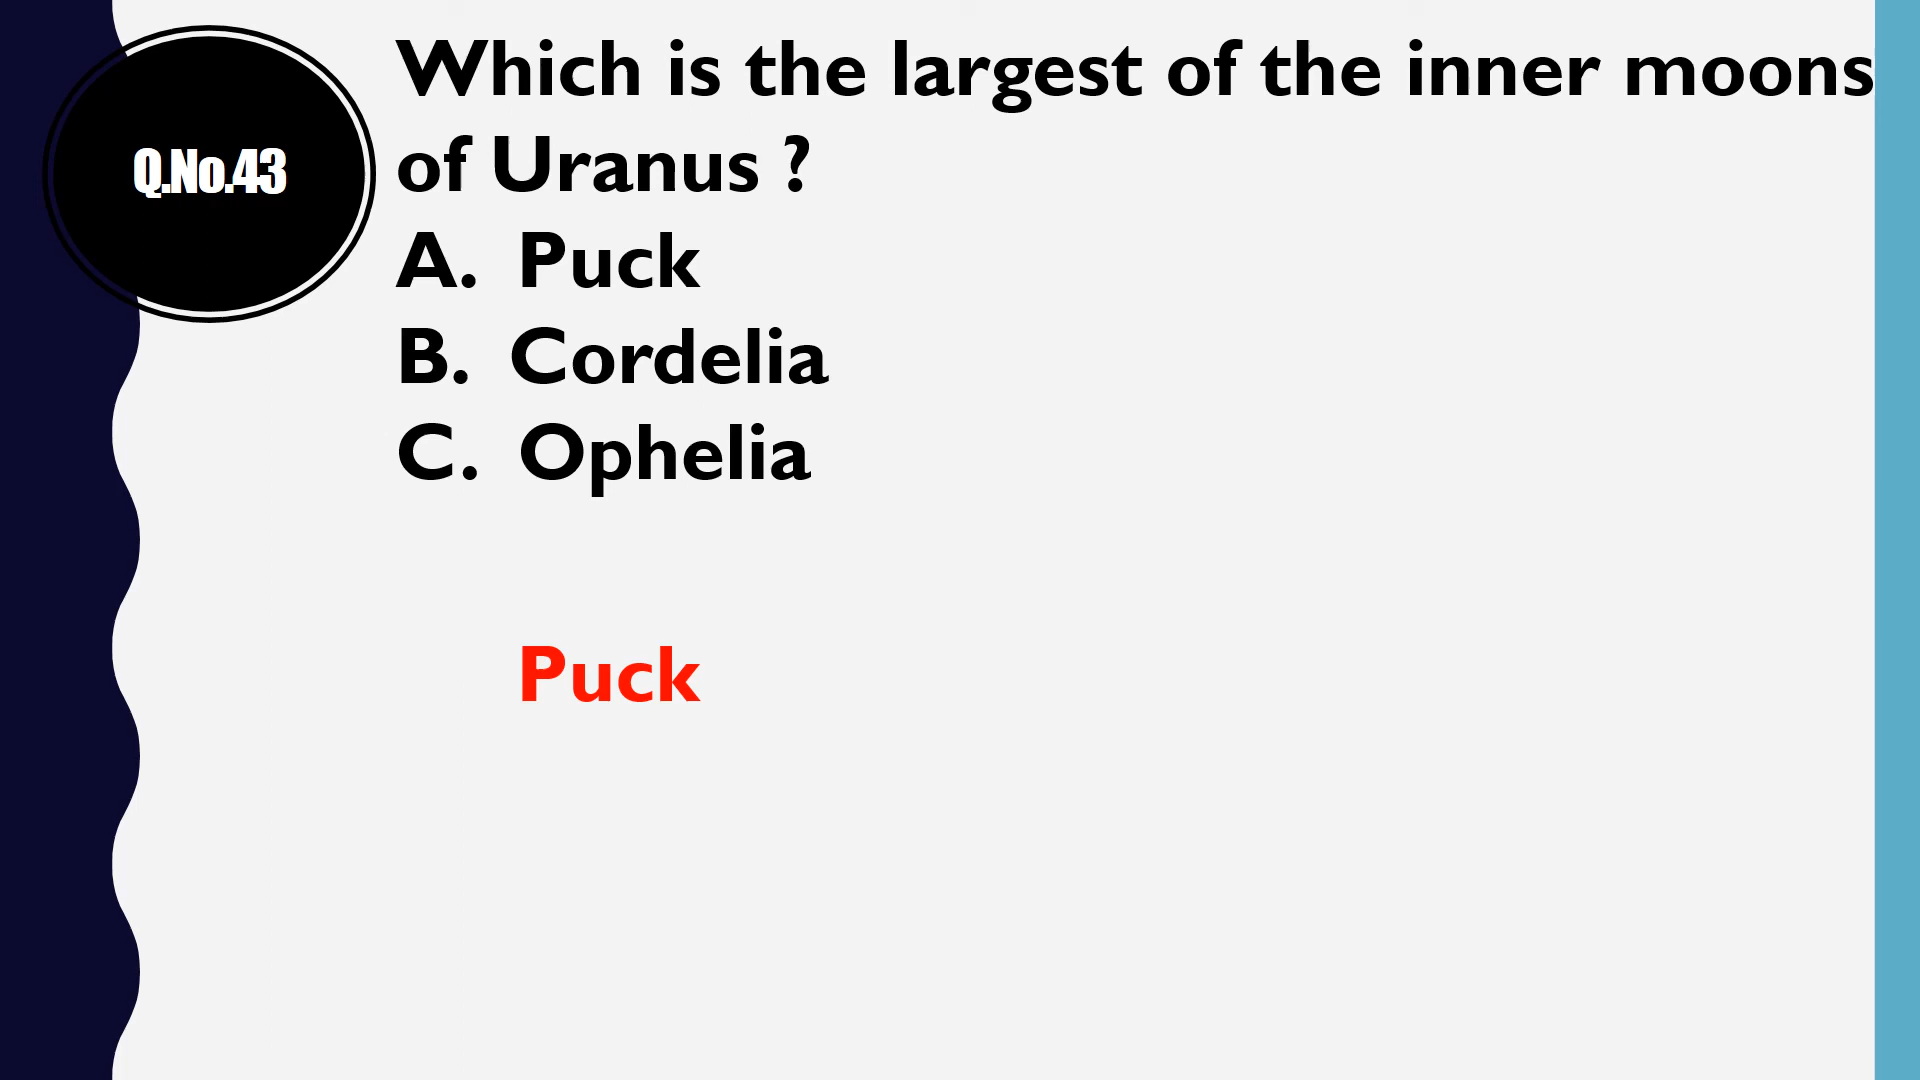 Q.No.43
Which is the largest of the inner moons
of Uranus ?
A. Puck
B. Cordelia
C. Ophelia
Puck